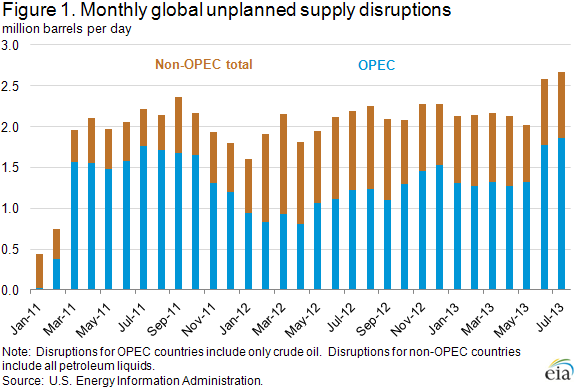 Figure 1. Monthly global unplanned supply disruptions
million barrels per day
3.0
Non-OPEC total OPEC
2.5
2.0
1.5
1.0
0.5
0.0
Jan-11 Mar-11 May-11 Jul-11 Sep-11 Nov-11 Jan-12 Mar-12 May-12 Jul-12 Sep-12 Nov-12 Jan-13 Mar-13 May-13 Jul-13
Note: Disruptions for OPEC countries include only crude oil. Disruptions for non-OPEC countries
include all petroleum liquids.
Source: U.S. Energy Information Administration.
eia